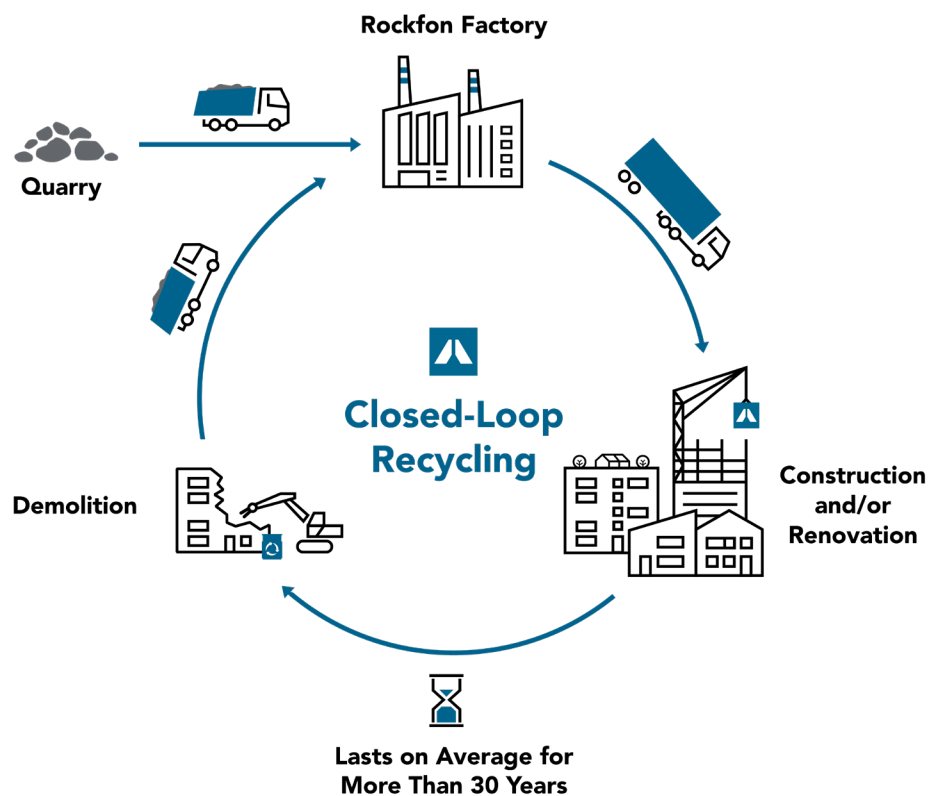 Rockfon Factory
Quarry
Closed-Loop
Recycling
Construction
and/or
Renovation
Demolition
Lasts on Average for
More Than 30 Years